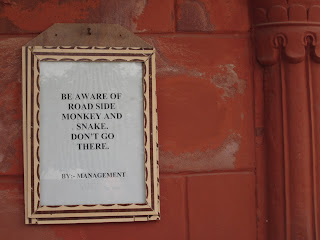 BE AWARE OF
ROAD SIDE
MONKEY AND
SNAKE.
DON'T GO
THERE.
BY:- MANAGEMENT